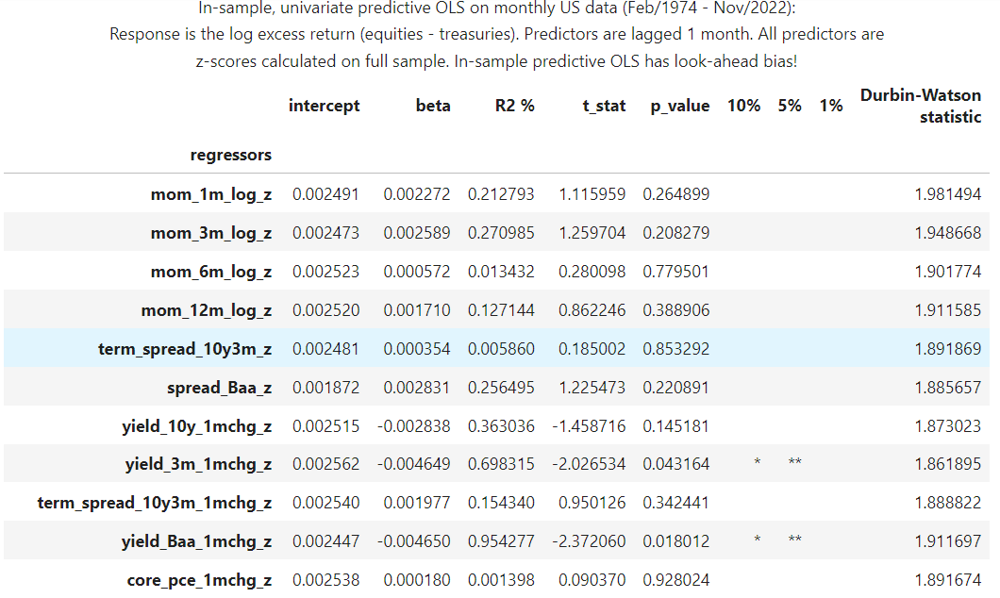 In-sample, univariate predictive OLS on monthly US data (Feb/1974 - Nov/2022):
Response is the log excess return (equities - treasuries). Predictors are lagged 1 month. All predictors are
z-scores calculated on full sample. In-sample predictive OLS has look-ahead bias!
intercept beta R2 % t_stat p_value 10% 5% 1% Durbin-Watson
statistic
regressors
mom_1m_log_z 0.002491 0.002272 0.212793 1.115959 0.264899 1.981494
mom_3m_log_z 0.002473 0.002589 0.270985 1.259704 0.208279 1.948668
mom_6m_log_z 0.002523 0.000572 0.013432 0.280098 0.779501 1.901774
mom_12m_log_z 0.002520 0.001710 0.127144 0.862246 0.388906 1.911585
term_spread_10y3m_z 0.002481 0.000354 0.005860 0.185002 0.853292 1.891869
spread_Baa_z 0.001872 0.002831 0.256495 1.225473 0.220891 1.885657
yield_10y_1mchg_z 0.002515 -0.002838 0.363036 -1.458716 0.145181 1.873023
yield_3m_1mchg_z 0.002562 -0.004649 0.698315 -2.026534 0.043164 * ** 1.861895
term_spread_10y3m_1mchg_z 0.002540 0.001977 0.154340 0.950126 0.342441 1.888822
yield_Baa_1mchg_z 0.002447 -0.004650 0.954277 -2.372060 0.018012 * ** 1.911697
core_pce_1mchg_z 0.002538 0.000180 0.001398 0.090370 0.928024 1.891674